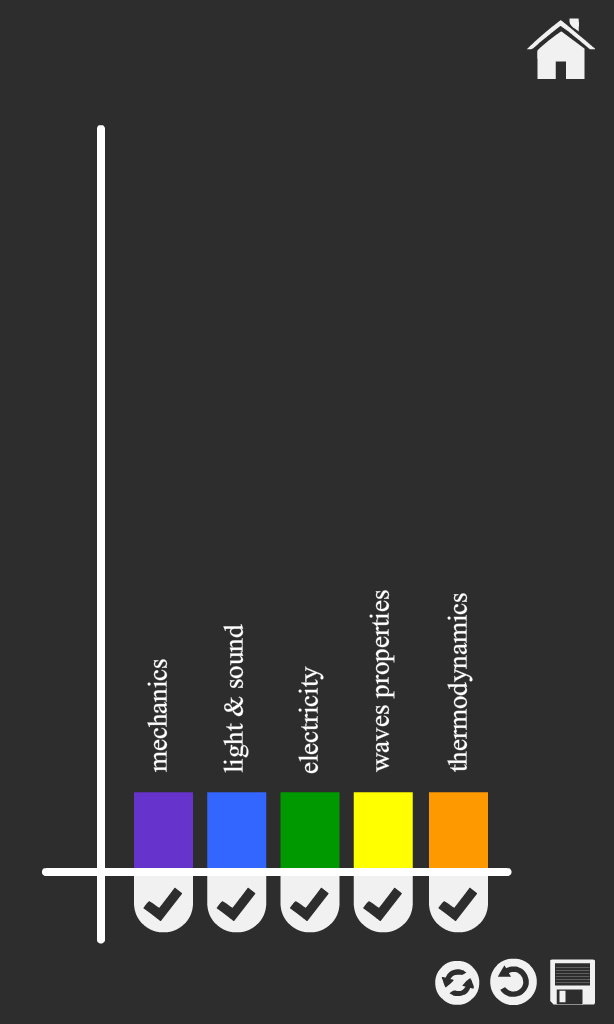 mechanics
light & sound
electricity
waves properties
thermodynamics